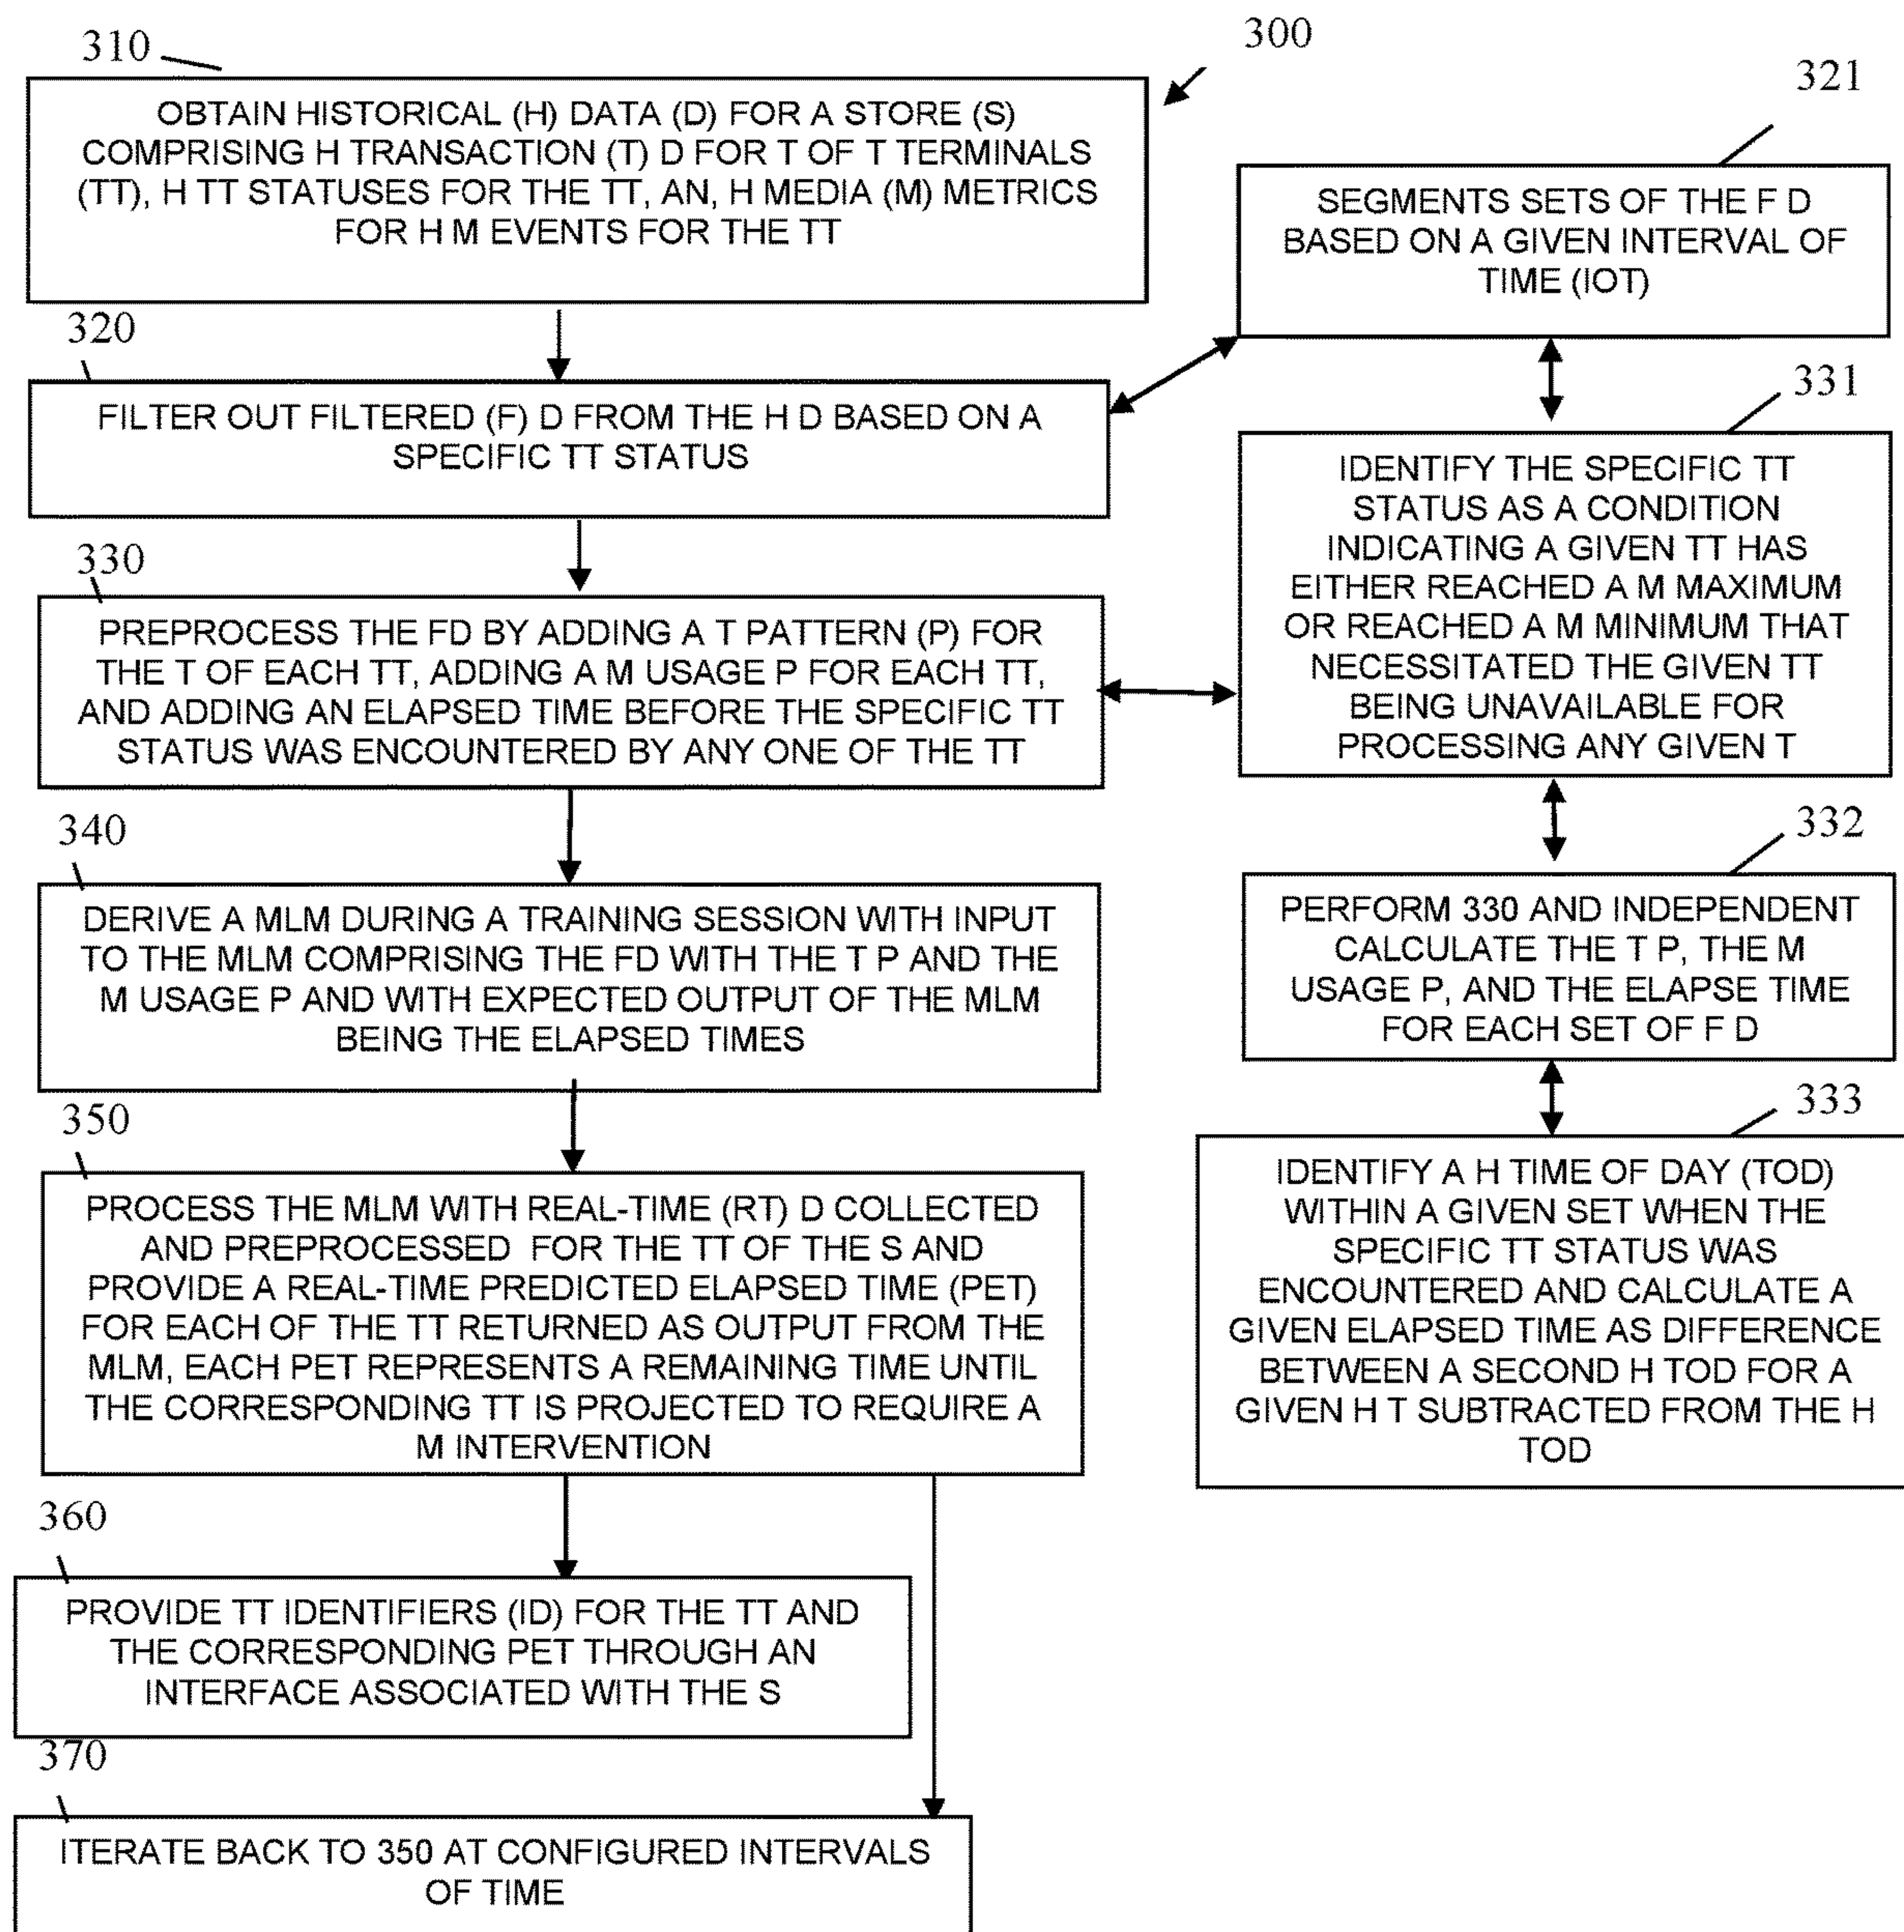 310
300
OBTAIN HISTORICAL (H) DATA (D) FOR A STORE (S)
COMPRISING H TRANSACTION (T) D FOR T OF T TERMINALS
(TT), H TT STATUSES FOR THE TT, AN, H MEDIA (M) METRICS
FOR H M EVENTS FOR THE TT
320
FILTER OUT FILTERED (F) D FROM THE H D BASED ON A
SPECIFIC TT STATUS
330
PREPROCESS THE FD BY ADDING A T PATTERN (P) FOR
THE T OF EACH TT, ADDING A M USAGE P FOR EACH TT,
AND ADDING AN ELAPSED TIME BEFORE THE SPECIFIC TT
STATUS WAS ENCOUNTERED BY ANY ONE OF THE TT
340
DERIVE A MLM DURING A TRAINING SESSION WITH INPUT
TO THE MLM COMPRISING THE FD WITH THE T P AND THE
M USAGE P AND WITH EXPECTED OUTPUT OF THE MLM
BEING THE ELAPSED TIMES
350
PROCESS THE MLM WITH REAL-TIME (RT) D COLLECTED
AND PREPROCESSED FOR THE TT OF THE S AND
PROVIDE A REAL-TIME PREDICTED ELAPSED TIME (PET)
FOR EACH OF THE TT RETURNED AS OUTPUT FROM THE
MLM, EACH PET REPRESENTS A REMAINING TIME UNTIL
THE CORRESPONDING TT IS PROJECTED TO REQUIRE A
M INTERVENTION
360
PROVIDE TT IDENTIFIERS (ID) FOR THE TT AND
THE CORRESPONDING PET THROUGH AN
INTERFACE ASSOCIATED WITH THE S
370
ITERATE BACK TO 350 AT CONFIGURED INTERVALS
OF TIME
321
SEGMENTS SETS OF THE F D
BASED ON A GIVEN INTERVAL OF
TIME (IOT)
331
IDENTIFY THE SPECIFIC TT
STATUS AS A CONDITION
INDICATING A GIVEN TT HAS
EITHER REACHED A M MAXIMUM
OR REACHED A M MINIMUM THAT
NECESSITATED THE GIVEN TT
BEING UNAVAILABLE FOR
PROCESSING ANY GIVEN T
332
PERFORM 330 AND INDEPENDENT
CALCULATE THE T P, THE M
USAGE P, AND THE ELAPSE TIME
FOR EACH SET OF F D
333
IDENTIFY A H TIME OF DAY (TOD)
WITHIN A GIVEN SET WHEN THE
SPECIFIC TT STATUS WAS
ENCOUNTERED AND CALCULATE A
GIVEN ELAPSED TIME AS DIFFERENCE
BETWEEN A SECOND H TOD FOR A
GIVEN H T SUBTRACTED FROM THE H
TOD